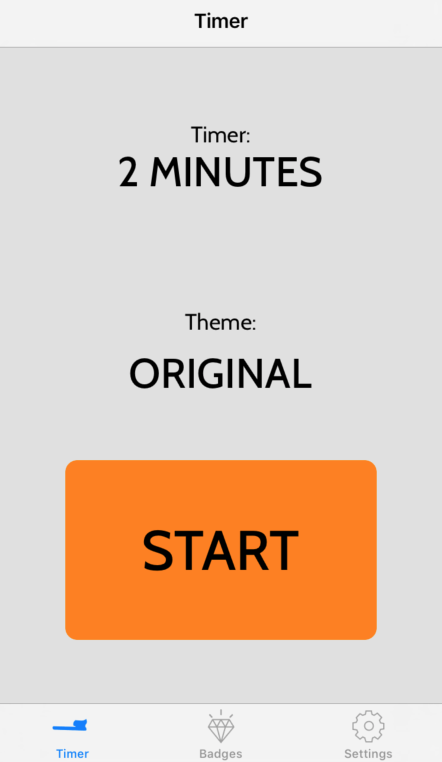 Timer
Timer:
2 MINUTES
Theme:
ORIGINAL
START
Timer
Badges
Settings